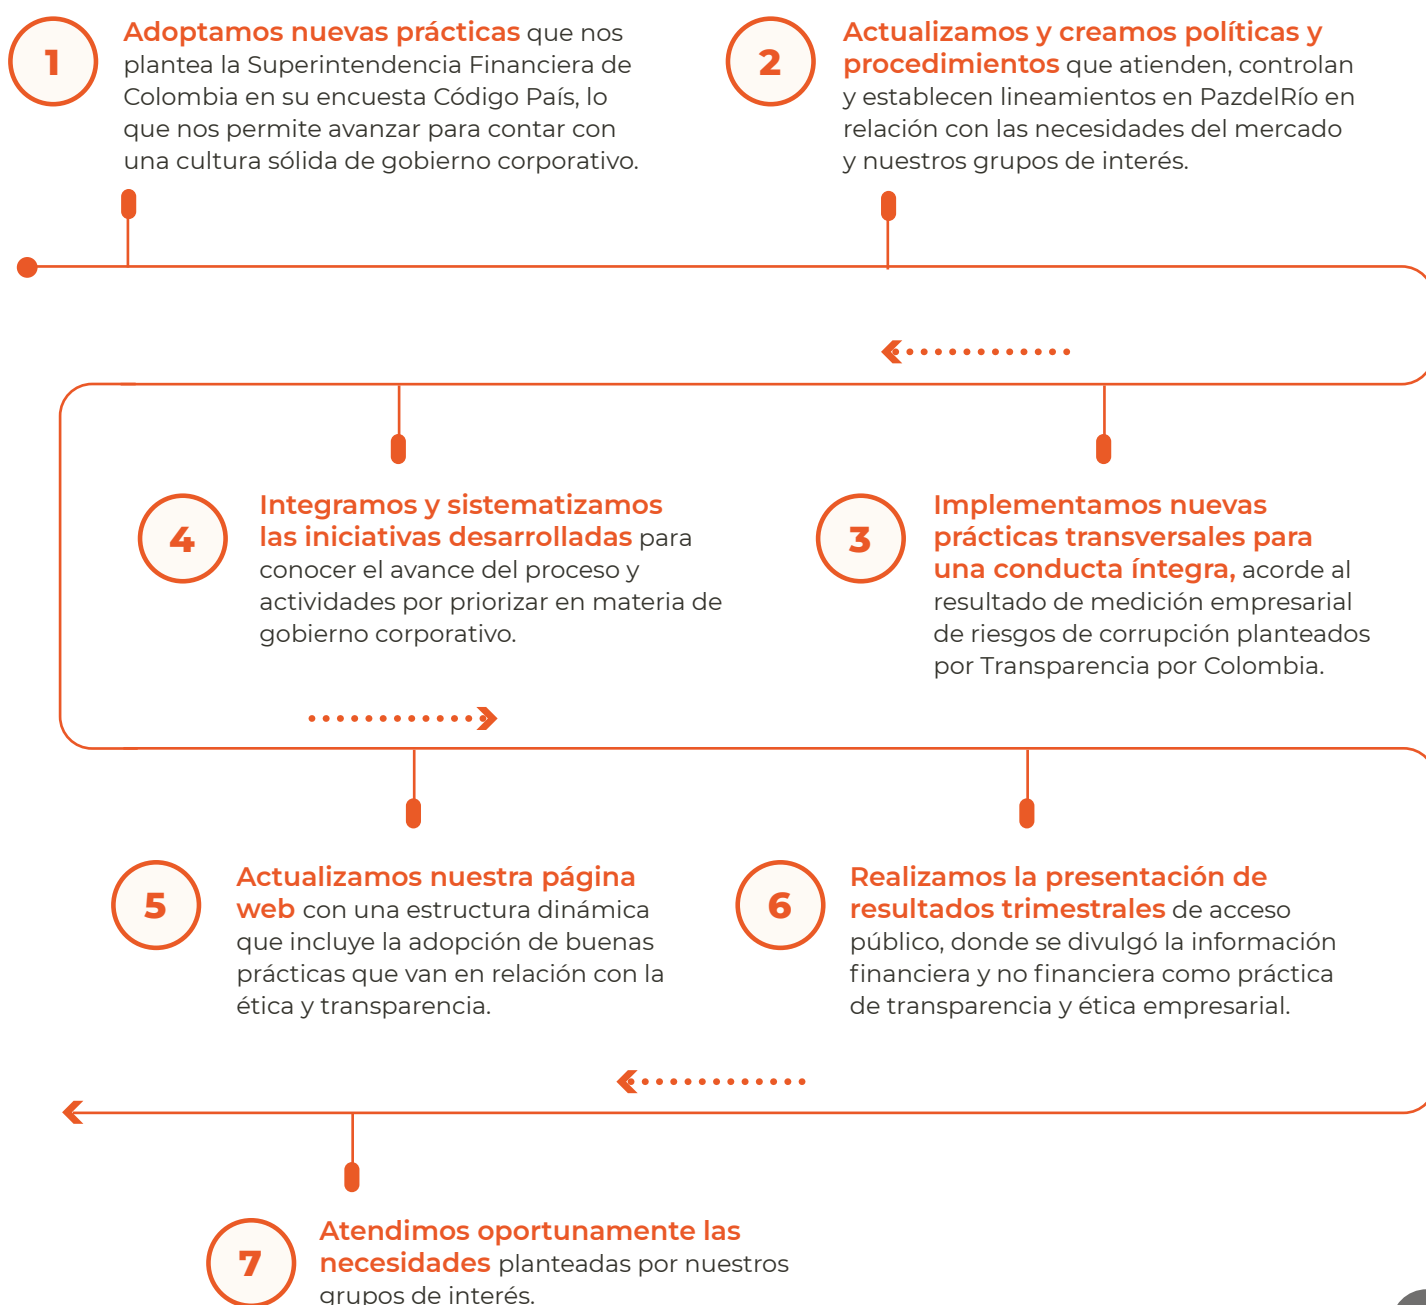 1
Adoptamos nuevas prácticas que nos
plantea la Superintendencia Financiera de
Colombia en su encuesta Código País, lo
que nos permite avanzar para contar con
una cultura sólida de gobierno corporativo.
2
Actualizamos y creamos políticas y
procedimientos que atienden, controlan
y establecen lineamientos en PazdelRío en
relación con las necesidades del mercado
y nuestros grupos de interés.
3
Implementamos nuevas
prácticas transversales para
una conducta íntegra, acorde al
resultado de medición empresarial
de riesgos de corrupción planteados
por Transparencia por Colombia.
4
Integramos y sistematizamos
las iniciativas desarrolladas para
conocer el avance del proceso y
actividades por priorizar en materia de
gobierno corporativo.
5
Actualizamos nuestra página
web con una estructura dinámica
que incluye la adopción de buenas
prácticas que van en relación con la
ética y transparencia.
6
Realizamos la presentación de
resultados trimestrales de acceso
público, donde se divulgó la información
financiera y no financiera como práctica
de transparencia y ética empresarial.
7
Atendimos oportunamente las
necesidades planteadas por nuestros
grupos de interés.